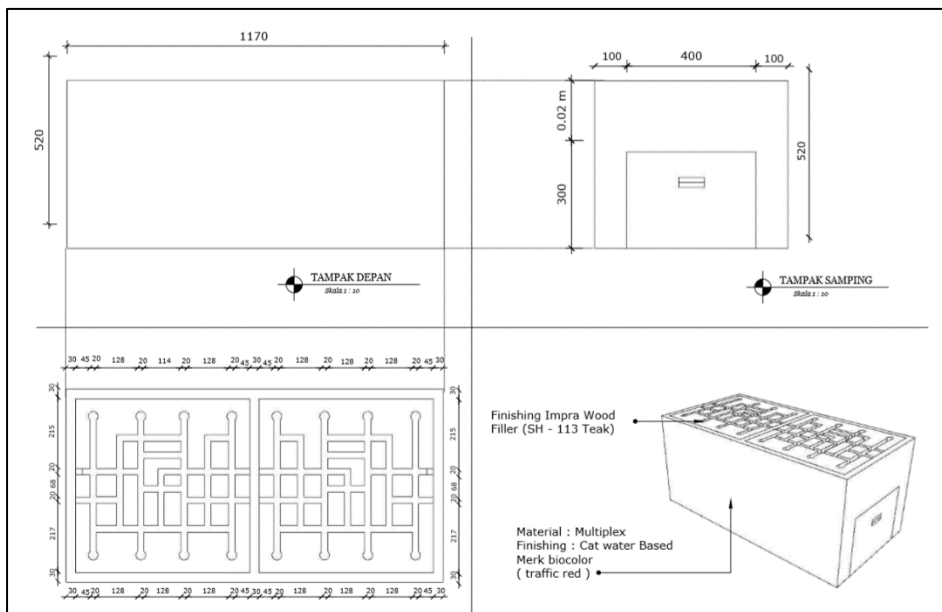 1170
520
TAMPAK DEPAN
Skala 1 : 10
100 400 100
0.02 m
300
520
TAMPAK SAMPING
Skala 1 : 10
30 45 20 128 20 114 20 128 20 45 30 45 20 128 20 128 20 128 20 45 30
30
215
20
68
20
217
30
30
215
20
68
20
217
30
30 45 20 128 20 128 20 128 20 45 30 45 20 128 20 128 20 128 20 45 30
Finishing Impra Wood
Filler (SH - 113 Teak)
Material : Multiplex
Finishing : Cat water Based
Merk biocolor
( traffic red )